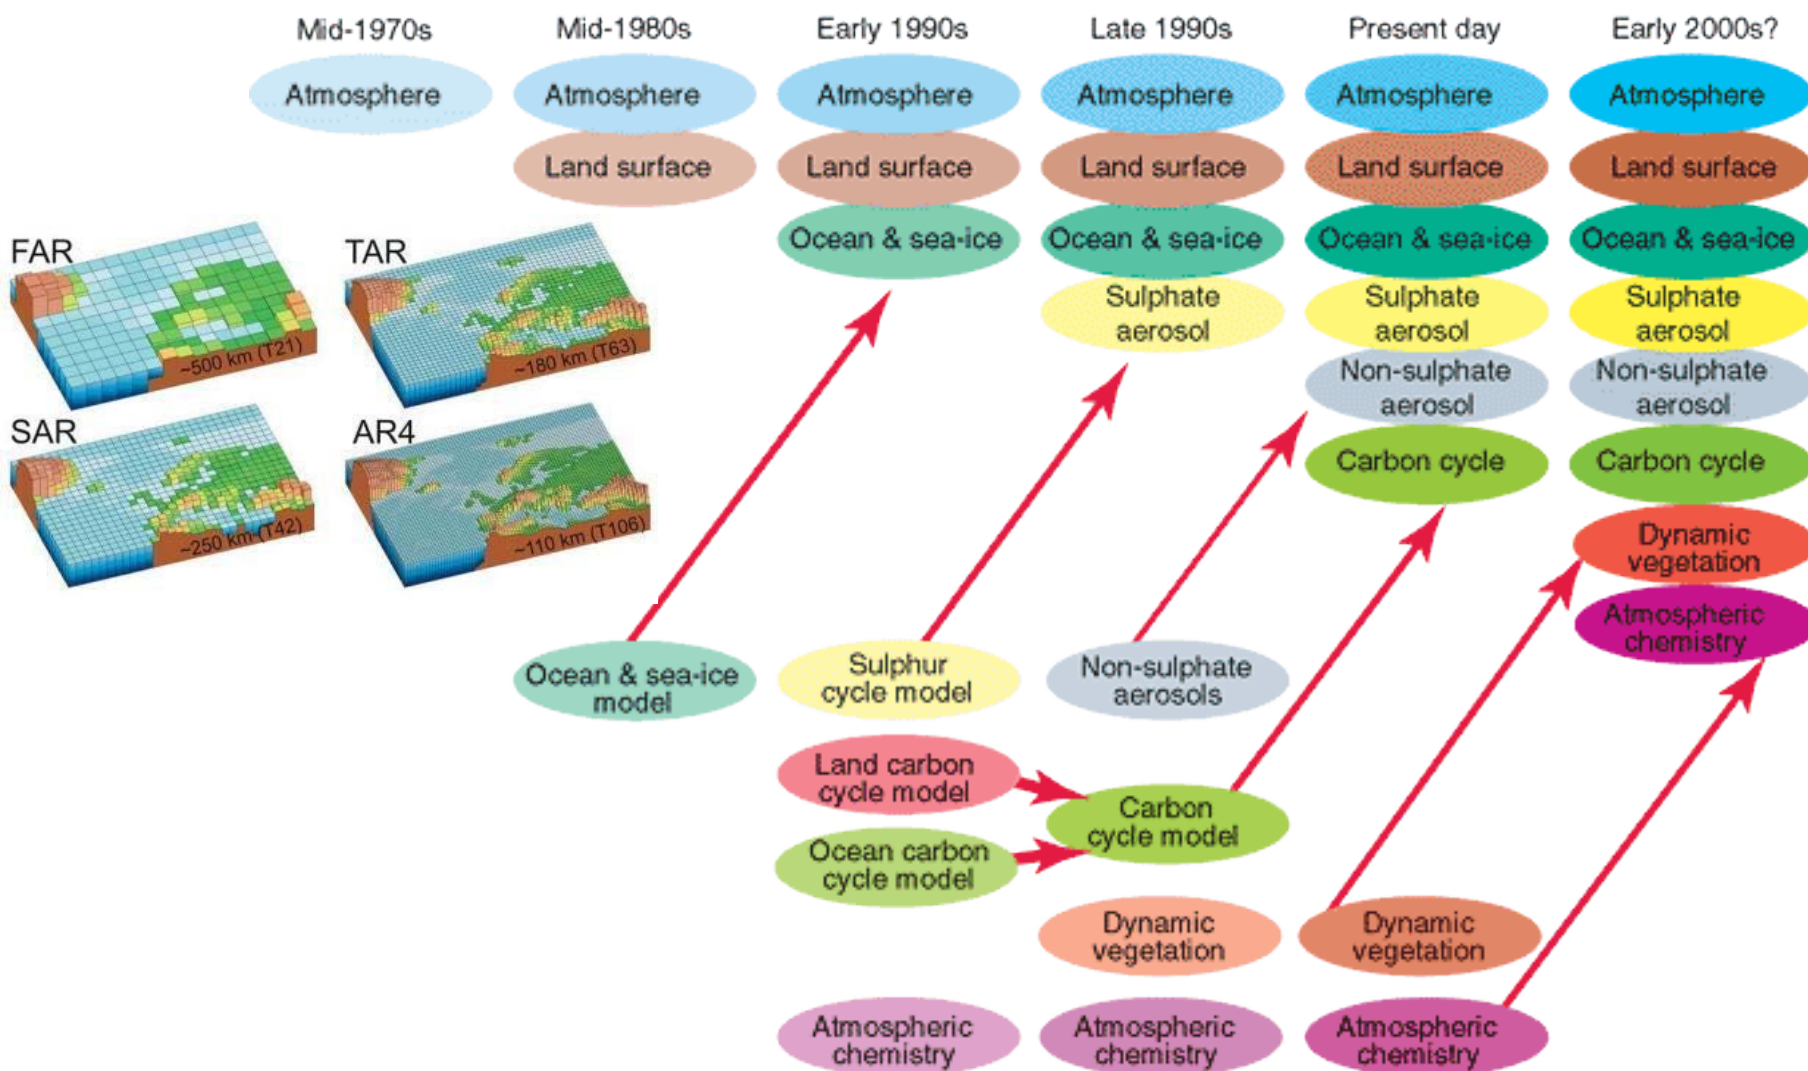 Mid-1970s
Mid-1980s
Early 1990s
Late 1990s
Present day
Early 2000s?
Atmosphere
Atmosphere
Atmosphere
Atmosphere
Atmosphere
Atmosphere
Land surface
Land surface
Land surface
Land surface
Land surface
Ocean & sea-ice
Ocean & sea-ice
Ocean & sea-ice
Ocean & sea-ice
Sulphate
aerosol
Sulphate
aerosol
Sulphate
aerosol
Non-sulphate
aerosol
Non-sulphate
aerosol
Carbon cycle
Carbon cycle
Dynamic
vegetation
Atmospheric
chemistry
FAR
~500 km (T21)
TAR
~180 km (T63)
SAR
~250 km (T42)
AR4
~110 km (T106)
Ocean & sea-ice
model
Sulphur
cycle model
Non-sulphate
aerosols
Land carbon
cycle model
Carbon
cycle model
Ocean carbon
cycle model
Dynamic
vegetation
Dynamic
vegetation
Atmospheric
chemistry
Atmospheric
chemistry
Atmospheric
chemistry